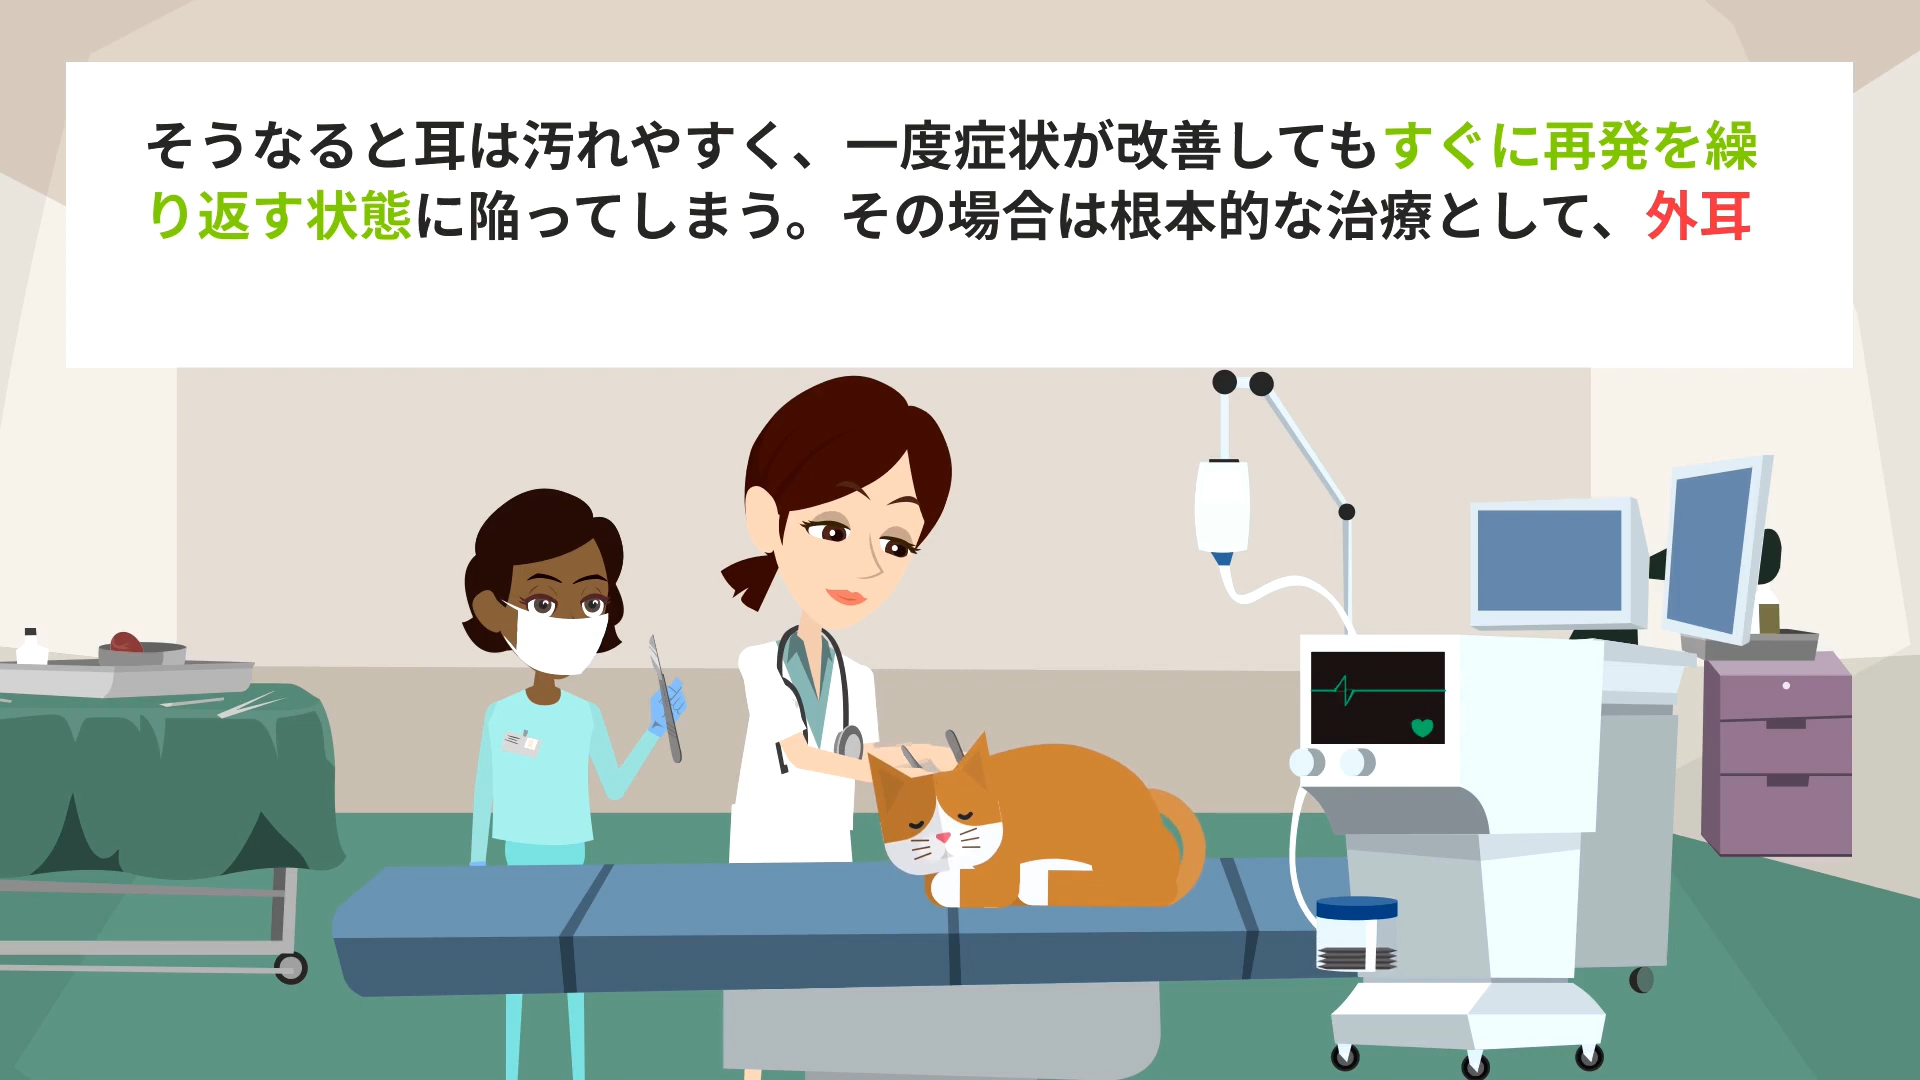 そうなると耳は汚れやすく、一度症状が改善してもすぐに再発を繰
り返す状態に陥ってしまう。その場合は根本的な治療として、外耳